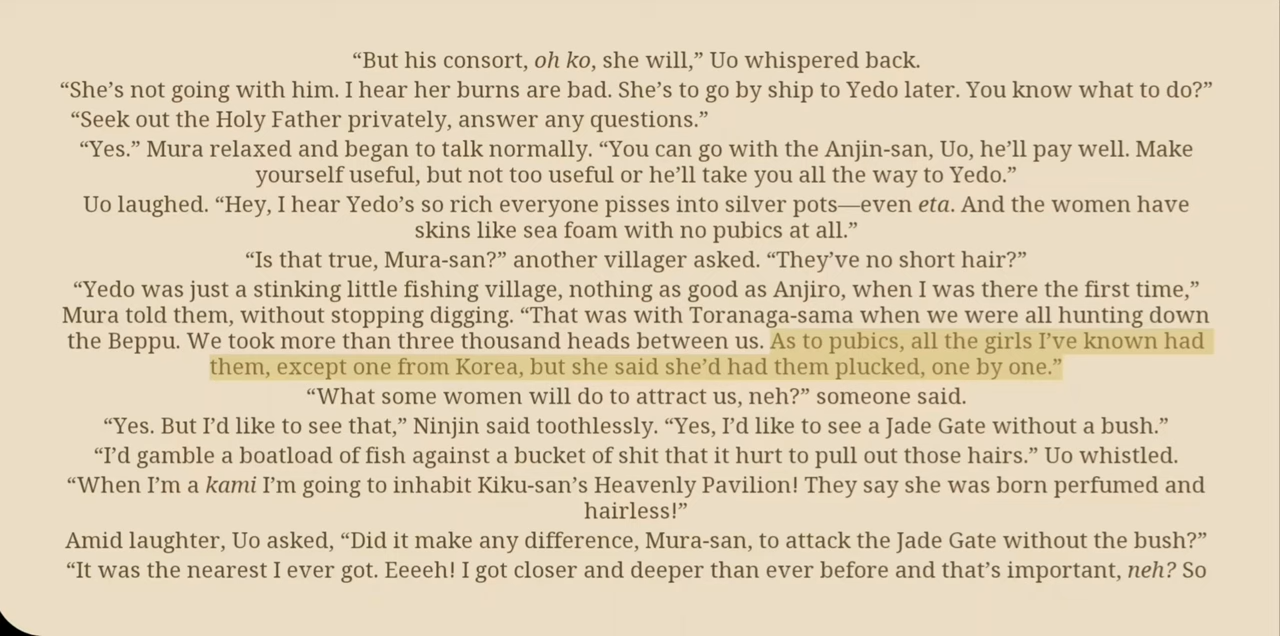 “But his consort, oh ko, she will,” Uo whispered back.
“She’s not going with him. I hear her burns are bad. She’s to go by ship to Yedo later. You know what to do?”
“Seek out the Holy Father privately, answer any questions.”
“Yes.” Mura relaxed and began to talk normally. “You can go with the Anjin-san, Uo, he’ll pay well. Make
yourself useful, but not too useful or he’ll take you all the way to Yedo.”
Uo laughed. “Hey, I hear Yedo’s so rich everyone pisses into silver pots—even eta. And the women have
skins like sea foam with no pubics at all.”
“Is that true, Mura-san?” another villager asked. “They’ve no short hair?”
“Yedo was just a stinking little fishing village, nothing as good as Anjiro, when I was there the first time,”
Mura told them, without stopping digging. “That was with Toranaga-sama when we were all hunting down
the Beppu. We took more than three thousand heads between us. As to pubics, all the girls I’ve known had
them, except one from Korea, but she said she’d had them plucked, one by one.”
“What some women will do to attract us, neh?” someone said.
“Yes. But I’d like to see that,” Ninjin said toothlessly. “Yes, I’d like to see a Jade Gate without a bush.”
“I’d gamble a boatload of fish against a bucket of shit that it hurt to pull out those hairs.” Uo whistled.
“When I’m a kami I’m going to inhabit Kiku-san’s Heavenly Pavilion! They say she was born perfumed and
hairless!”
Amid laughter, Uo asked, “Did it make any difference, Mura-san, to attack the Jade Gate without the bush?”
“It was the nearest I ever got. Eeeeh! I got closer and deeper than ever before and that’s important, neh? So